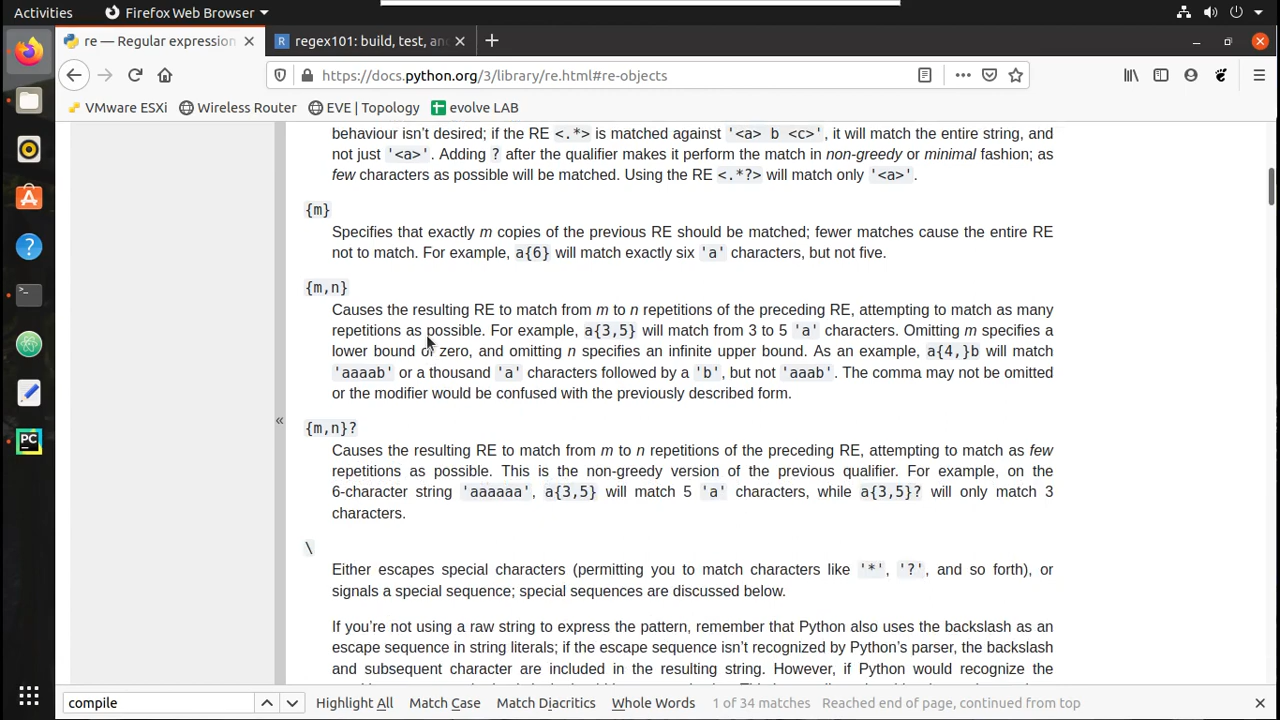 Activities
Firefox Web Browser
re — Regular expression
regex101: build, test, an
https://docs.python.org/3/library/re.html#re-objects
VMware ESXi
Wireless Router
EVE | Topology
evolve LAB
behaviour isn't desired; if the RE <.*> is matched against '<a> b <c>', it will match the entire string, and
not just '<a>'. Adding ? after the qualifier makes it perform the match in non-greedy or minimal fashion; as
few characters as possible will be matched. Using the RE <.*?> will match only '<a>'.
{m}
Specifies that exactly m copies of the previous RE should be matched; fewer matches cause the entire RE
not to match. For example, a{6} will match exactly six 'a' characters, but not five.
{m,n}
Causes the resulting RE to match from m to n repetitions of the preceding RE, attempting to match as many
repetitions as possible. For example, a{3,5} will match from 3 to 5 'a' characters. Omitting m specifies a
lower bound of zero, and omitting n specifies an infinite upper bound. As an example, a{4,}b will match
'aaaab' or a thousand 'a' characters followed by a 'b', but not 'aaab'. The comma may not be omitted
or the modifier would be confused with the previously described form.
«
{m,n}?
Causes the resulting RE to match from m to n repetitions of the preceding RE, attempting to match as few
repetitions as possible. This is the non-greedy version of the previous qualifier. For example, on the
6-character string 'aaaaaa', a{3,5} will match 5 'a' characters, while a{3,5}? will only match 3
characters.
\
Either escapes special characters (permitting you to match characters like '*', '?', and so forth), or
signals a special sequence; special sequences are discussed below.
If you're not using a raw string to express the pattern, remember that Python also uses the backslash as an
escape sequence in string literals; if the escape sequence isn't recognized by Python's parser, the backslash
and subsequent character are included in the resulting string. However, if Python would recognize the
compile
Highlight All
Match Case
Match Diacritics
Whole Words
1 of 34 matches
Reached end of page, continued from top